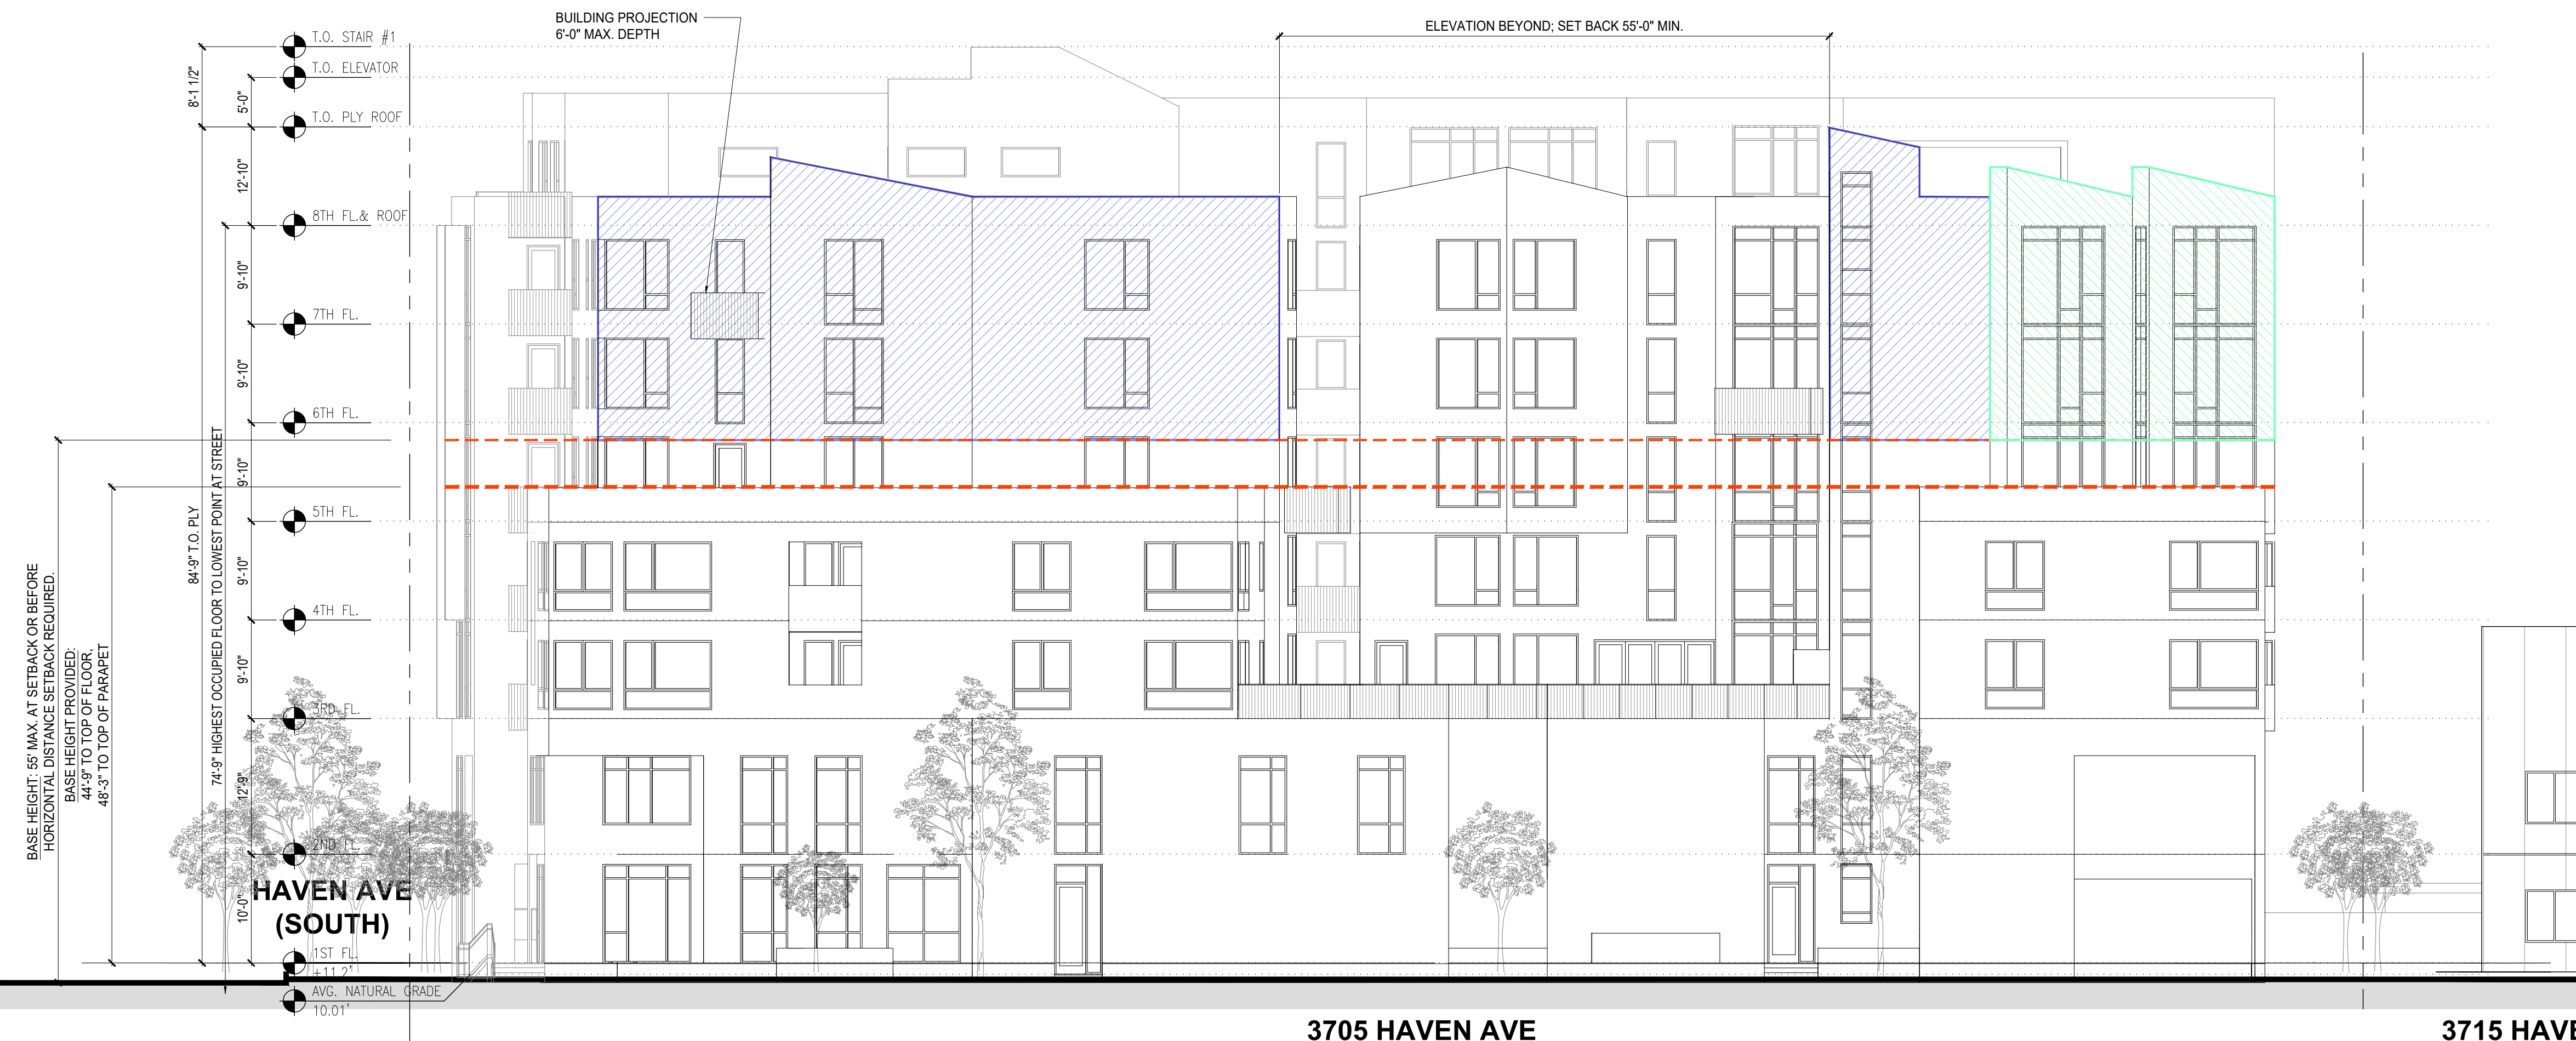 BUILDING PROJECTION
6'-0" MAX. DEPTH
ELEVATION BEYOND; SET BACK 55'-0" MIN.
T.O. STAIR #1
T.O. ELEVATOR
T.O. PLY ROOF
8TH FL.& ROOF
7TH FL.
6TH FL.
5TH FL.
4TH FL.
3RD FL.
2ND FL.
1ST FL.
+11.2'
AVG. NATURAL GRADE
10.01'
8'-1 1/2"
5'-0"
12'-10"
9'-10"
9'-10"
9'-10"
9'-10"
9'-10"
12'-9"
10'-0"
84'-9" T.O. PLY
74'-9" HIGHEST OCCUPIED FLOOR TO LOWEST POINT AT STREET
BASE HEIGHT: 55' MAX. AT SETBACK OR BEFORE
HORIZONTAL DISTANCE SETBACK REQUIRED.
BASE HEIGHT PROVIDED:
44'-9" TO TOP OF FLOOR,
48'-3" TO TOP OF PARAPET
HAVEN AVE
(SOUTH)
3705 HAVEN AVE
3715 HAVE